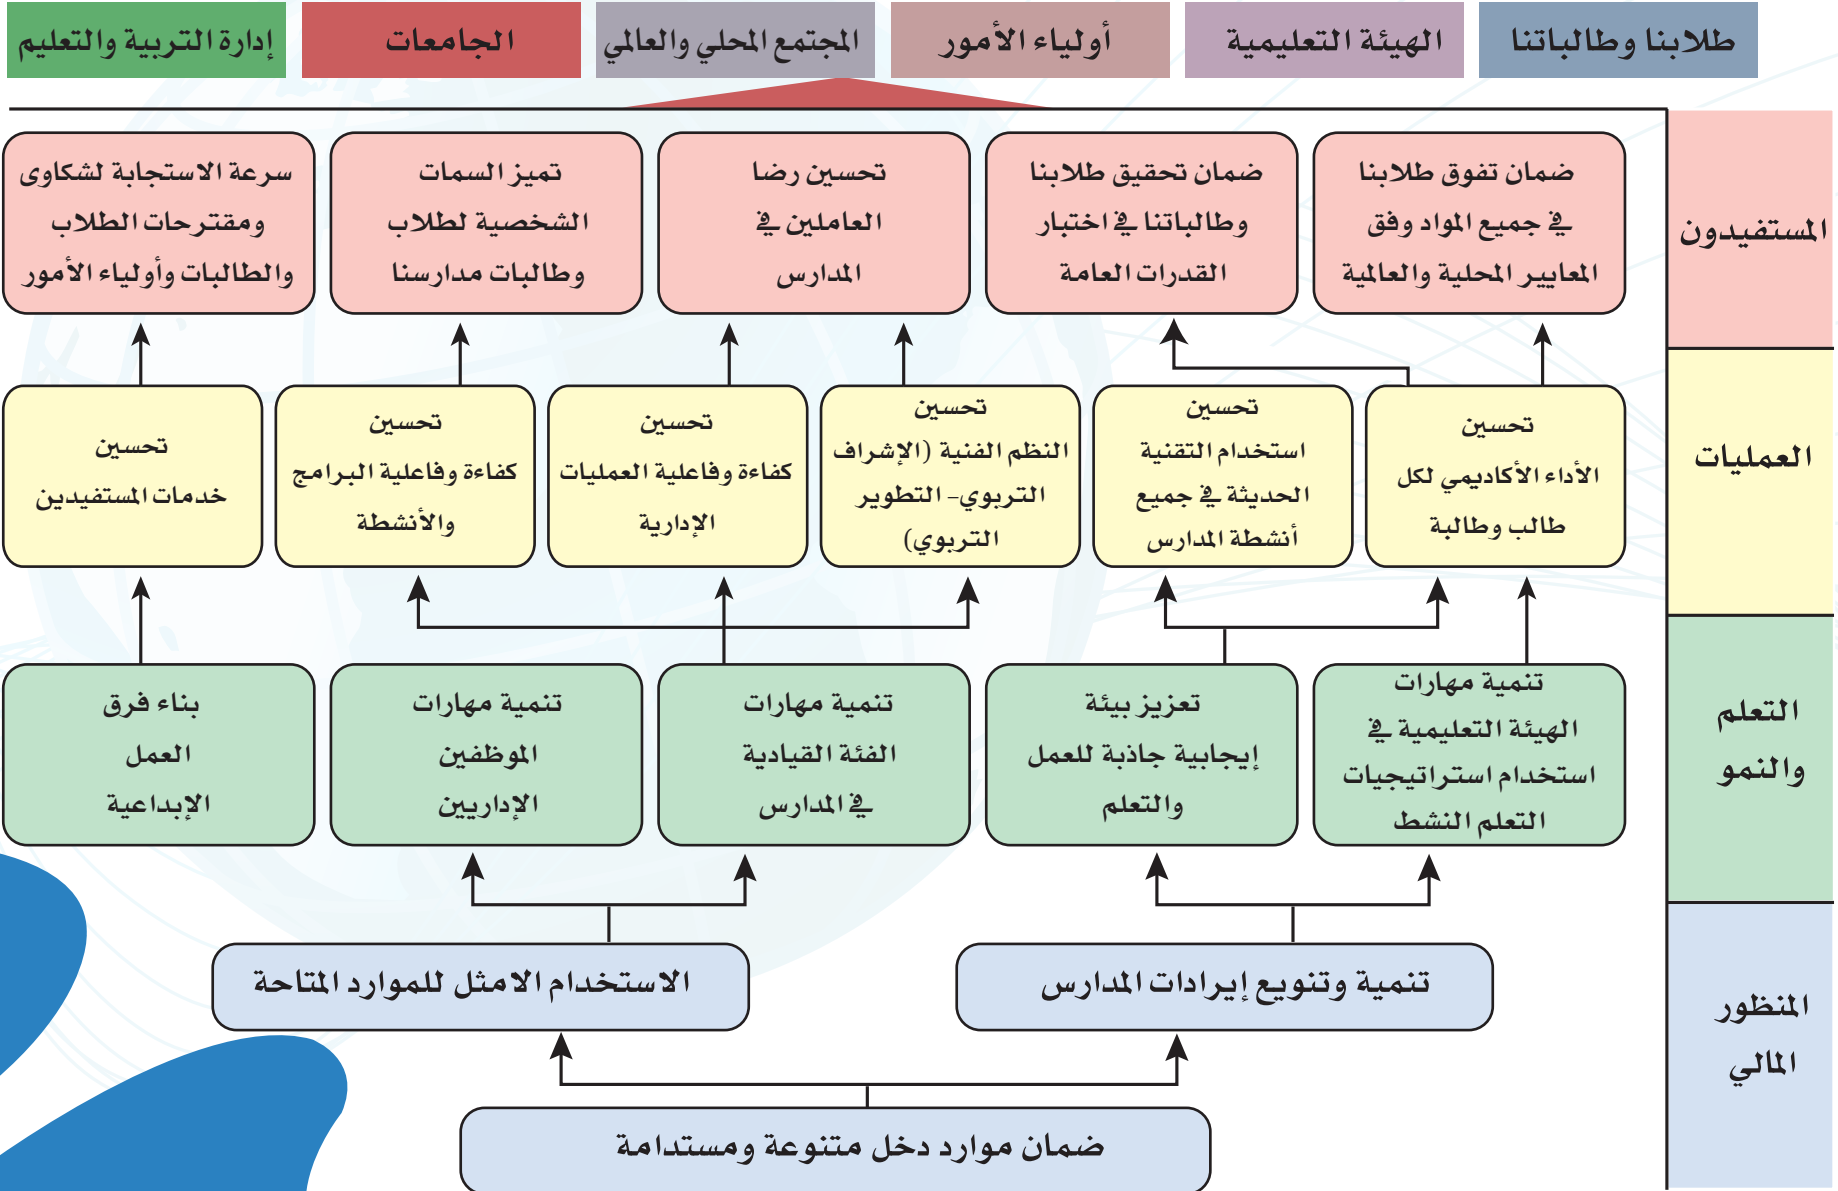 طلابنا وطالباتنا
الهيئة التعليمية
أولياء الأمور
المجتمع المحلي والعالمي
الجامعات
إدارة التربية والتعليم
المستفيدون
ضمان تفوق طلابنا
في جميع المواد وفق
المعايير المحلية والعالمية
ضمان تحقيق طلابنا
وطالباتنا في اختبار
القدرات العامة
تحسين رضا
العاملين في
المدارس
تميز السمات
الشخصية لطلاب
وطالبات مدارسنا
سرعة الاستجابة لشكاوى
ومقترحات الطلاب
والطالبات وأولياء الأمور
العمليات
تحسين
الأداء الأكاديمي لكل
طالب وطالبة
تحسين
استخدام التقنية
الحديثة في جميع
أنشطة المدارس
تحسين
النظم الفنية (الإشراف
التربوي- التطوير
التربوي)
تحسين
كفاءة وفاعلية العمليات
الإدارية
تحسين
كفاءة وفاعلية البرامج
والأنشطة
تحسين
خدمات المستفيدين
التعلم
والنمو
تنمية مهارات
الهيئة التعليمية في
استخدام استراتيجيات
التعلم النشط
تعزيز بيئة
إيجابية جاذبة للعمل
والتعلم
تنمية مهارات
الفئة القيادية
في المدارس
تنمية مهارات
الموظفين
الإداريين
بناء فرق
العمل
الإبداعية
المنظور
المالي
تنمية وتنويع إيرادات المدارس
الاستخدام الامثل للموارد المتاحة
ضمان موارد دخل متنوعة ومستدامة